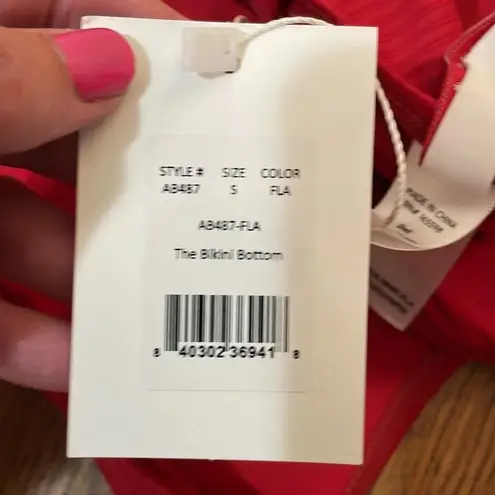 STYLE # SIZE COLOR
AB487 S FLA
AB487-FLA
The Bikini Bottom
8 40302 36941 8
MADE IN CHINA